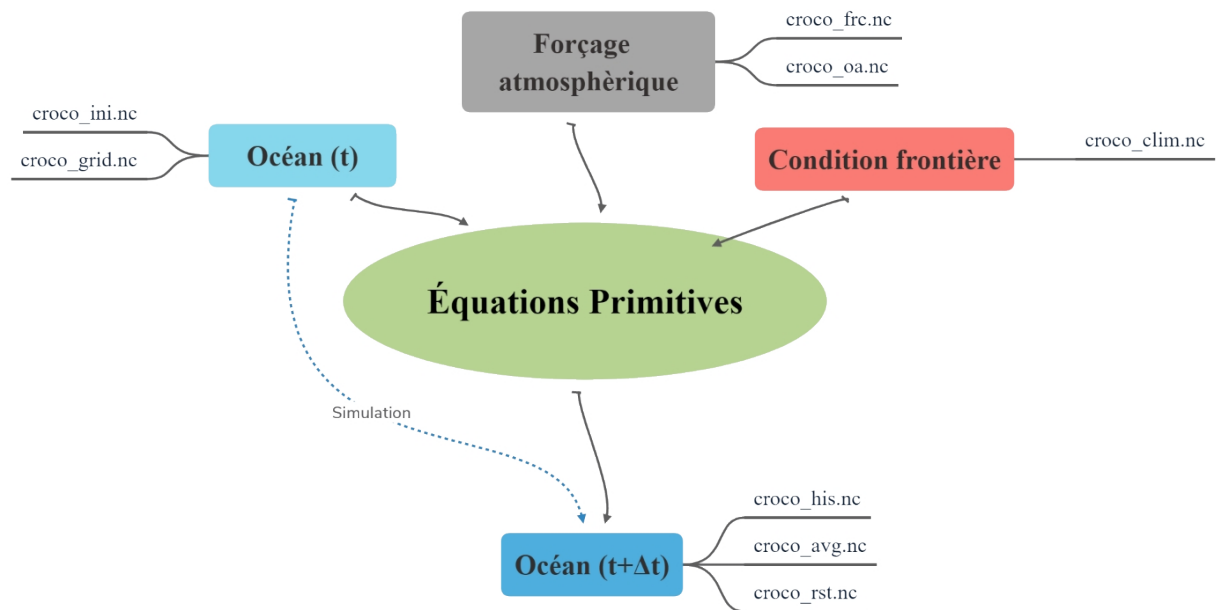 croco_frc.nc
Forçage
atmosphèrique
croco_oa.nc
croco_ini.nc
croco_grid.nc
Océan (t)
Condition frontière
croco_clim.nc
Équations Primitives
Simulation
croco_his.nc
Océan (t+Δt)
croco_avg.nc
croco_rst.nc